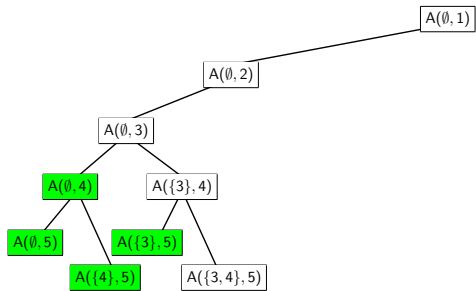 A(∅, 1)
A(∅, 2)
A(∅, 3)
A(∅, 4)
A({3}, 4)
A(∅, 5)
A({3}, 5)
A({4}, 5)
A({3, 4}, 5)